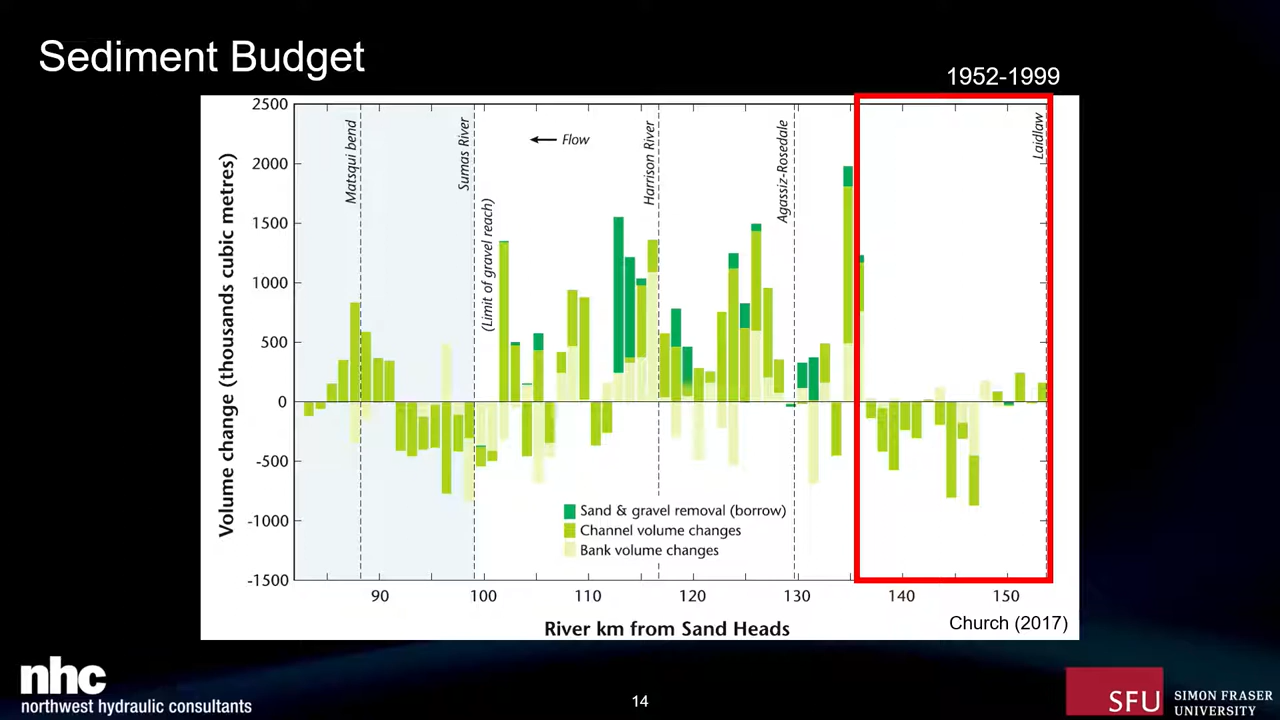 Sediment Budget
1952-1999
2500
2000
1500
1000
500
0
-500
-1000
-1500
Volume change (thousands cubic metres)
Matsqui bend
Sumas River
(Limit of gravel reach)
Flow
Harrison River
Agassiz-Rosedale
Laidlaw
Sand & gravel removal (borrow)
Channel volume changes
Bank volume changes
90 100 110 120 130 140 150
River km from Sand Heads
Church (2017)
nhc
northwest hydraulic consultants
14
SFU
SIMON FRASER
UNIVERSITY